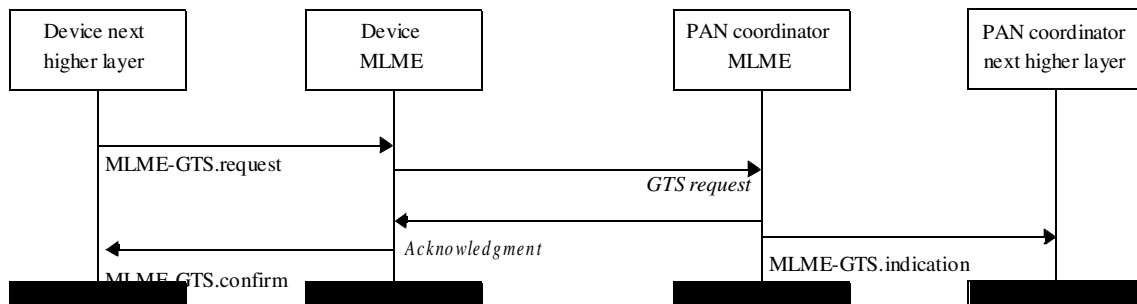 Device next
higher layer
Device
MLME
PAN coordinator
MLME
PAN coordinator
next higher layer
MLME-GTS.request
GTS request
Acknowledgment
MLME-GTS.indication
MLME-GTS.confirm